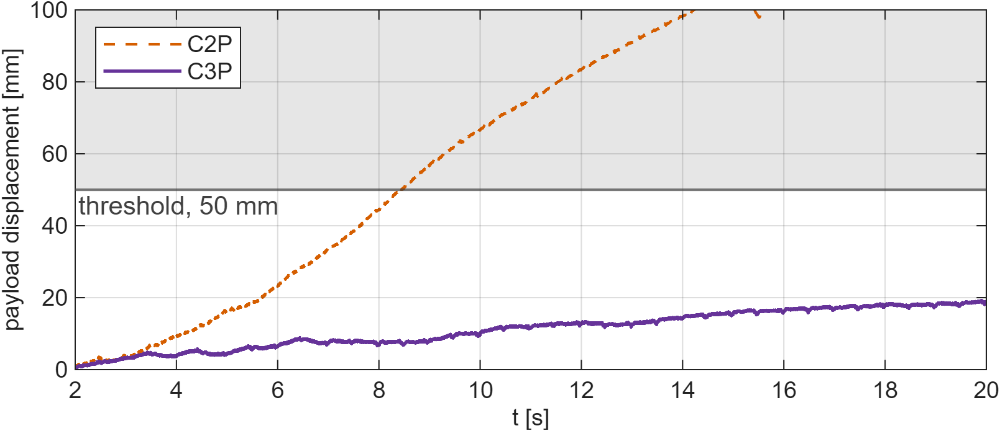 payload displacement [mm]
100
80
60
40
20
0
C2P
C3P
threshold, 50 mm
2 4 6 8 10 12 14 16 18 20
t [s]